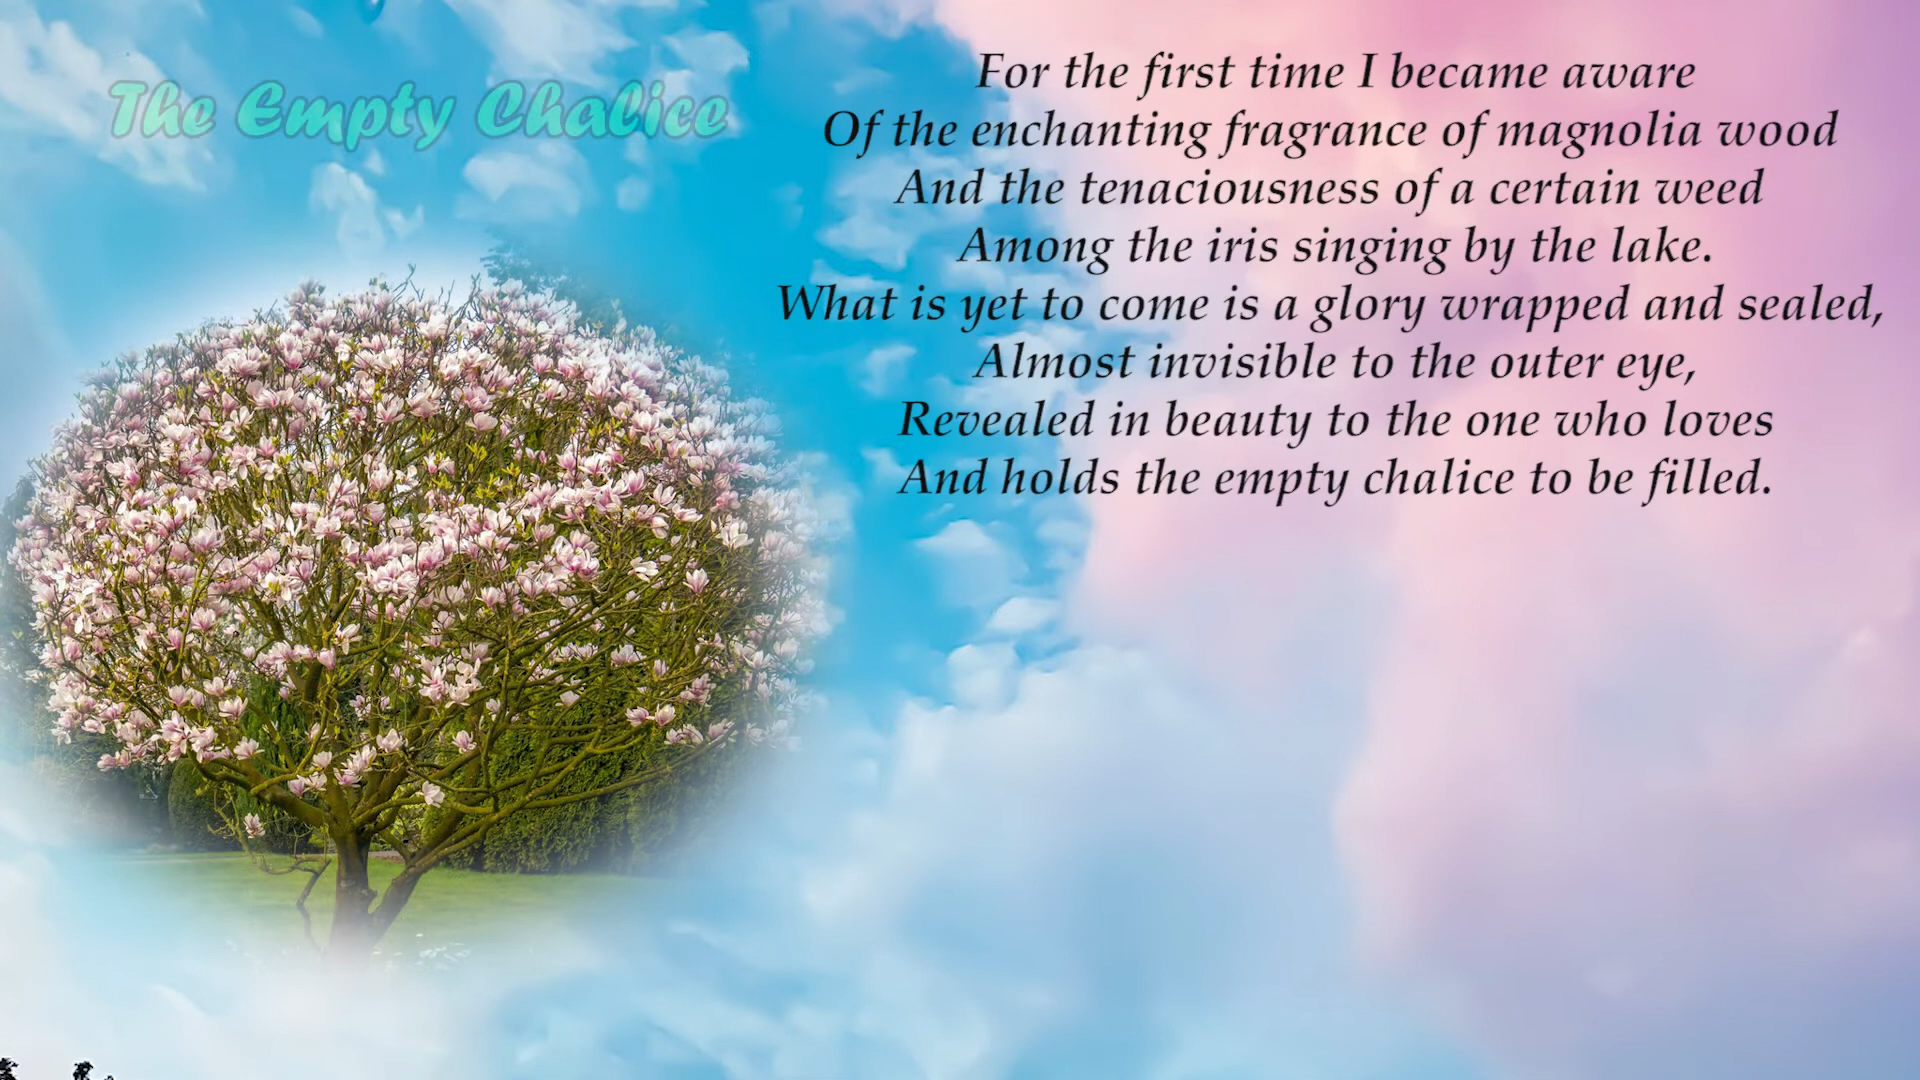 The Empty Chalice
For the first time I became aware
Of the enchanting fragrance of magnolia wood
And the tenaciousness of a certain weed
Among the iris singing by the lake.
What is yet to come is a glory wrapped and sealed,
Almost invisible to the outer eye,
Revealed in beauty to the one who loves
And holds the empty chalice to be filled.